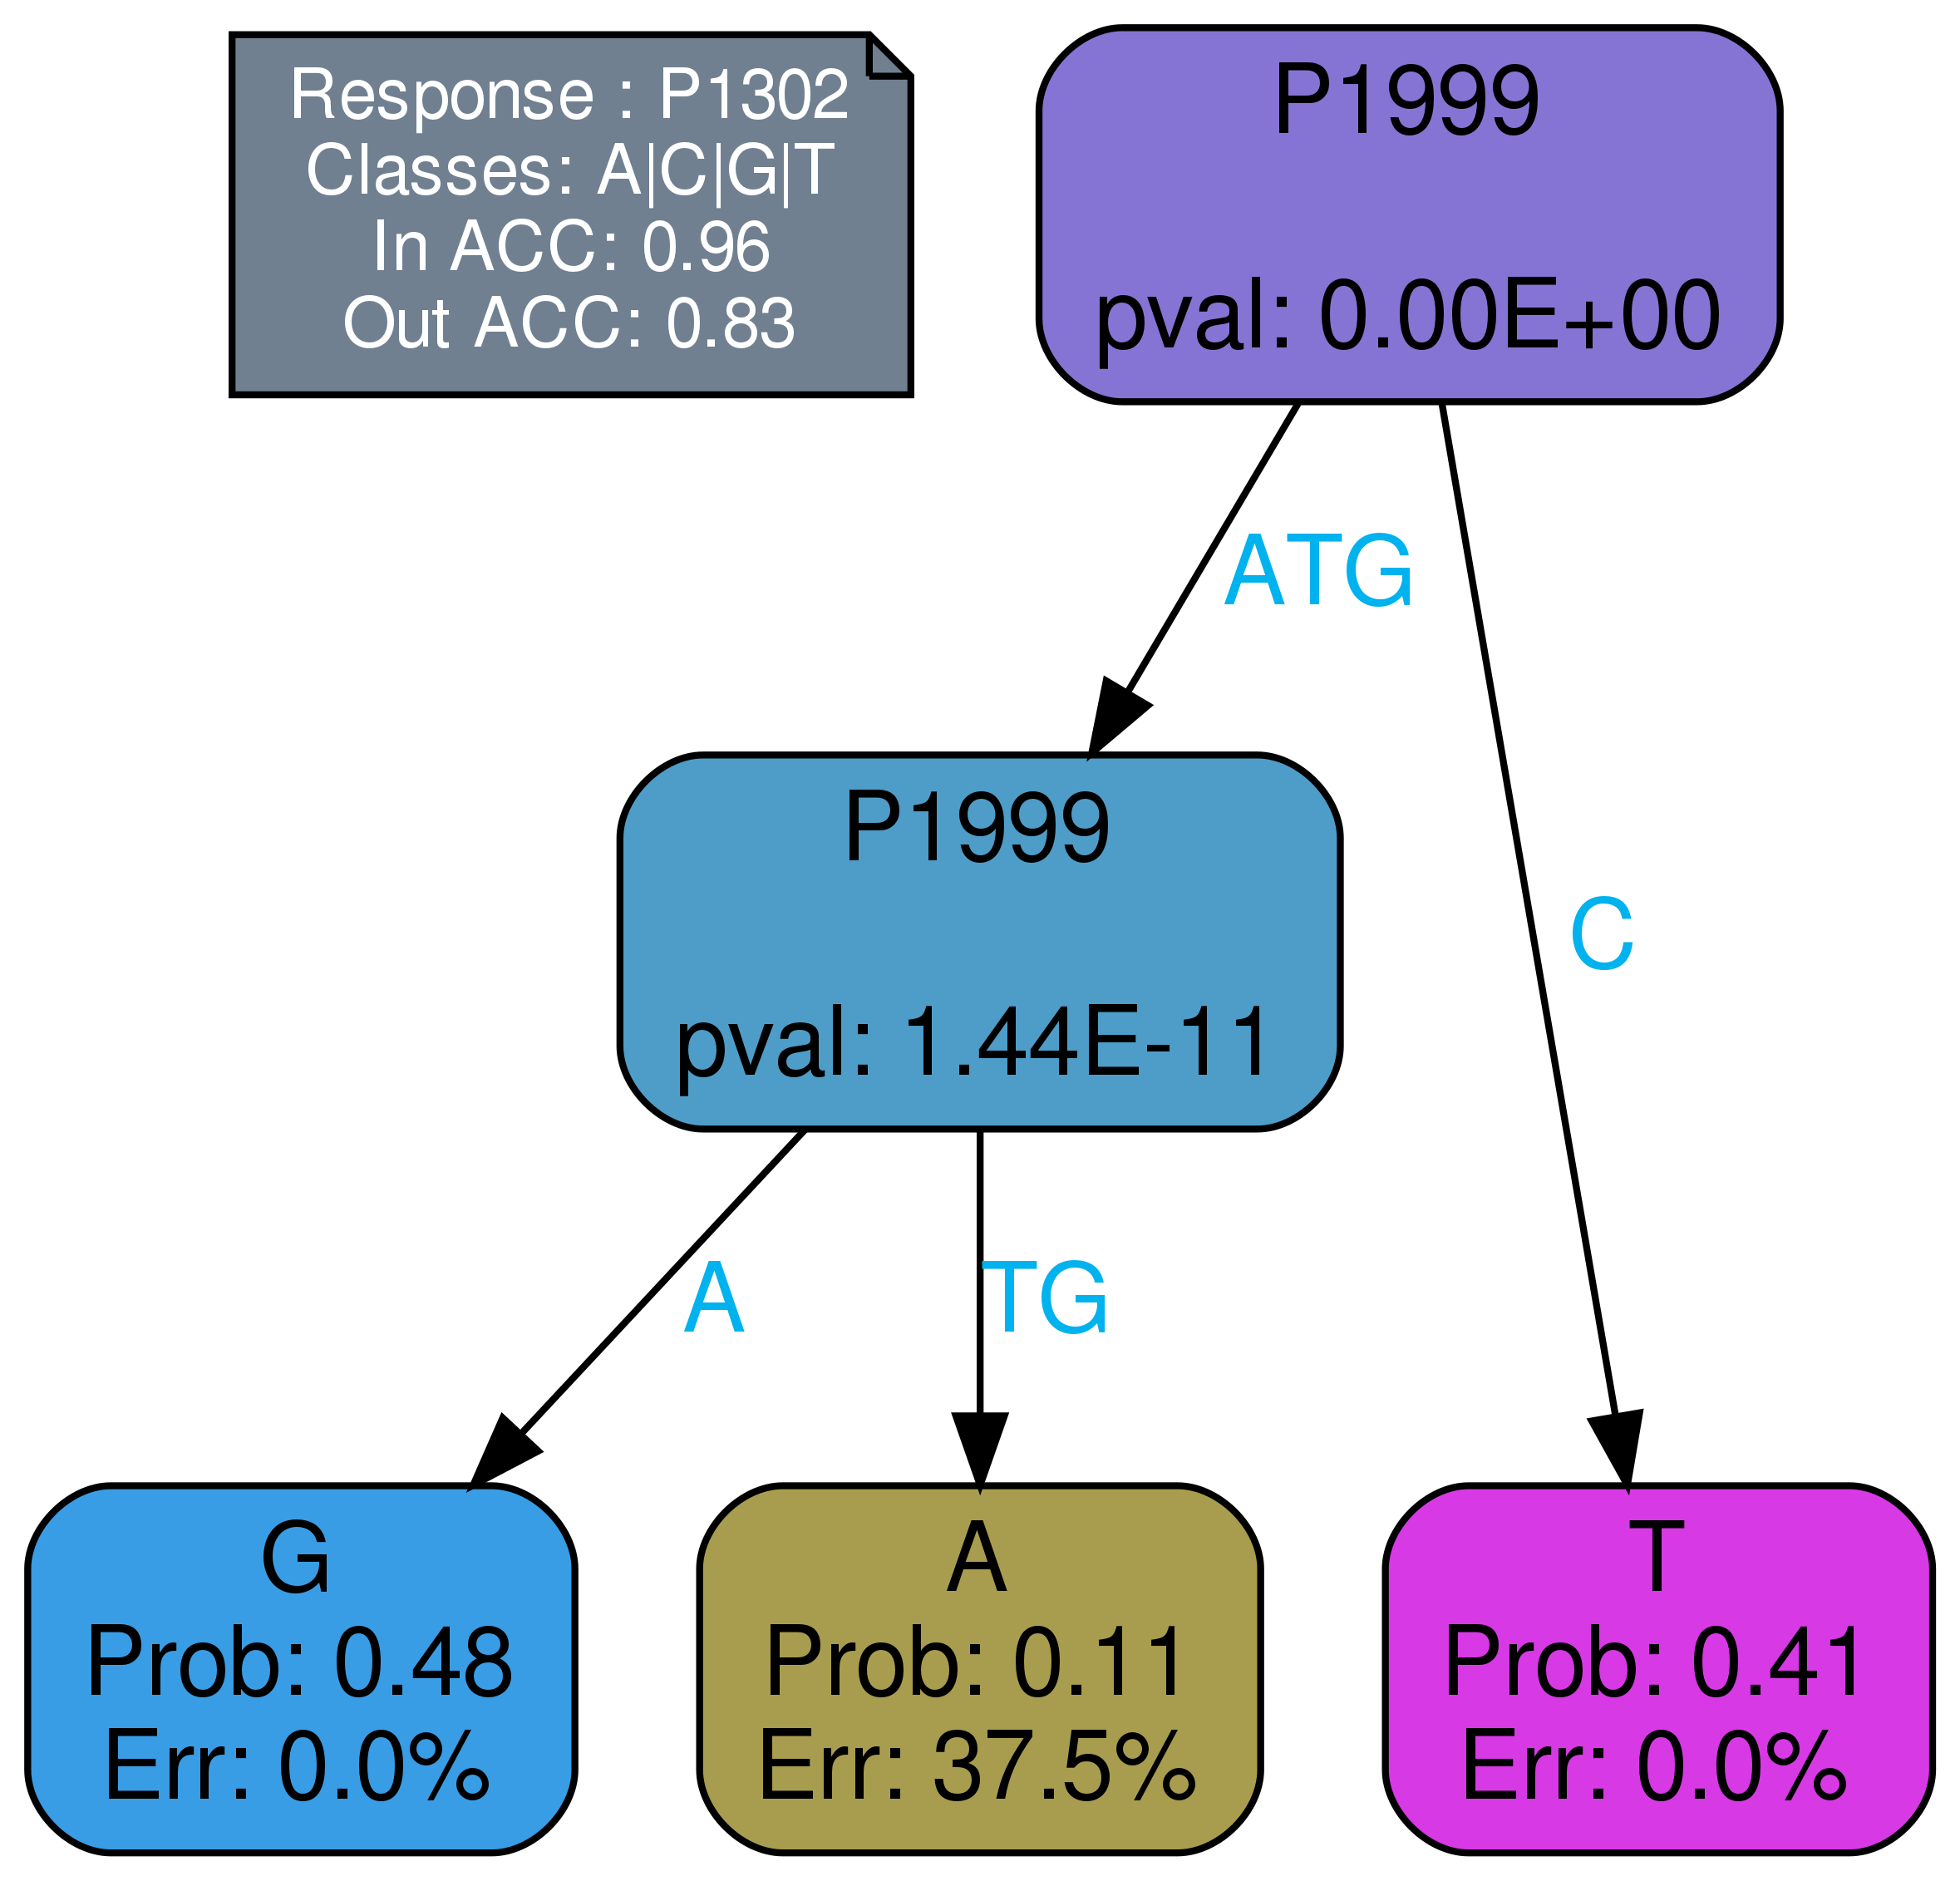 Response : P1302
Classes: A|C|G|T
In ACC: 0.96
Out ACC: 0.83
P1999
pval: 0.00E+00
ATG
C
P1999
pval: 1.44E-11
A
TG
G
Prob: 0.48
Err: 0.0%
A
Prob: 0.11
Err: 37.5%
T
Prob: 0.41
Err: 0.0%